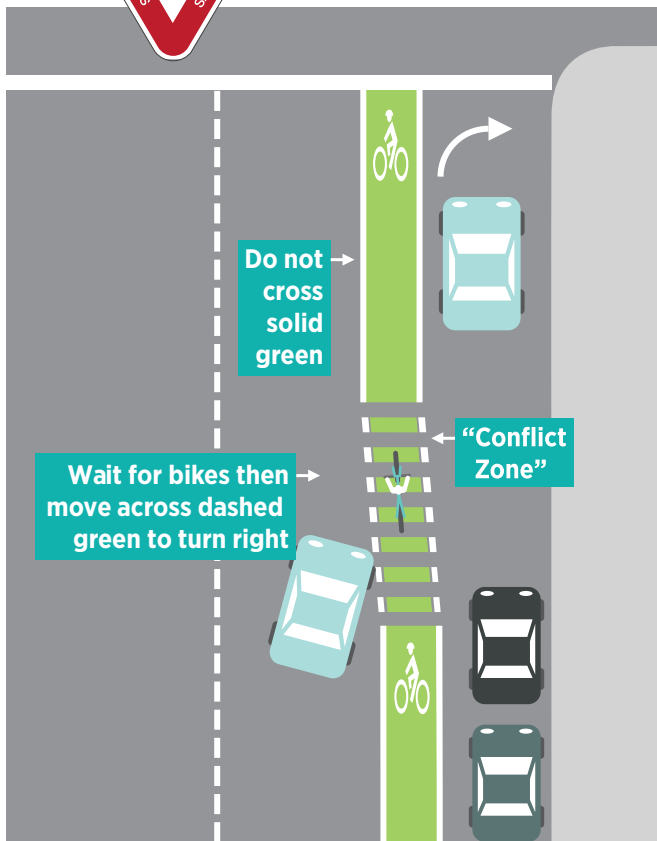 Do not
cross
solid
green
“Conflict
Zone”
Wait for bikes then
move across dashed
green to turn right